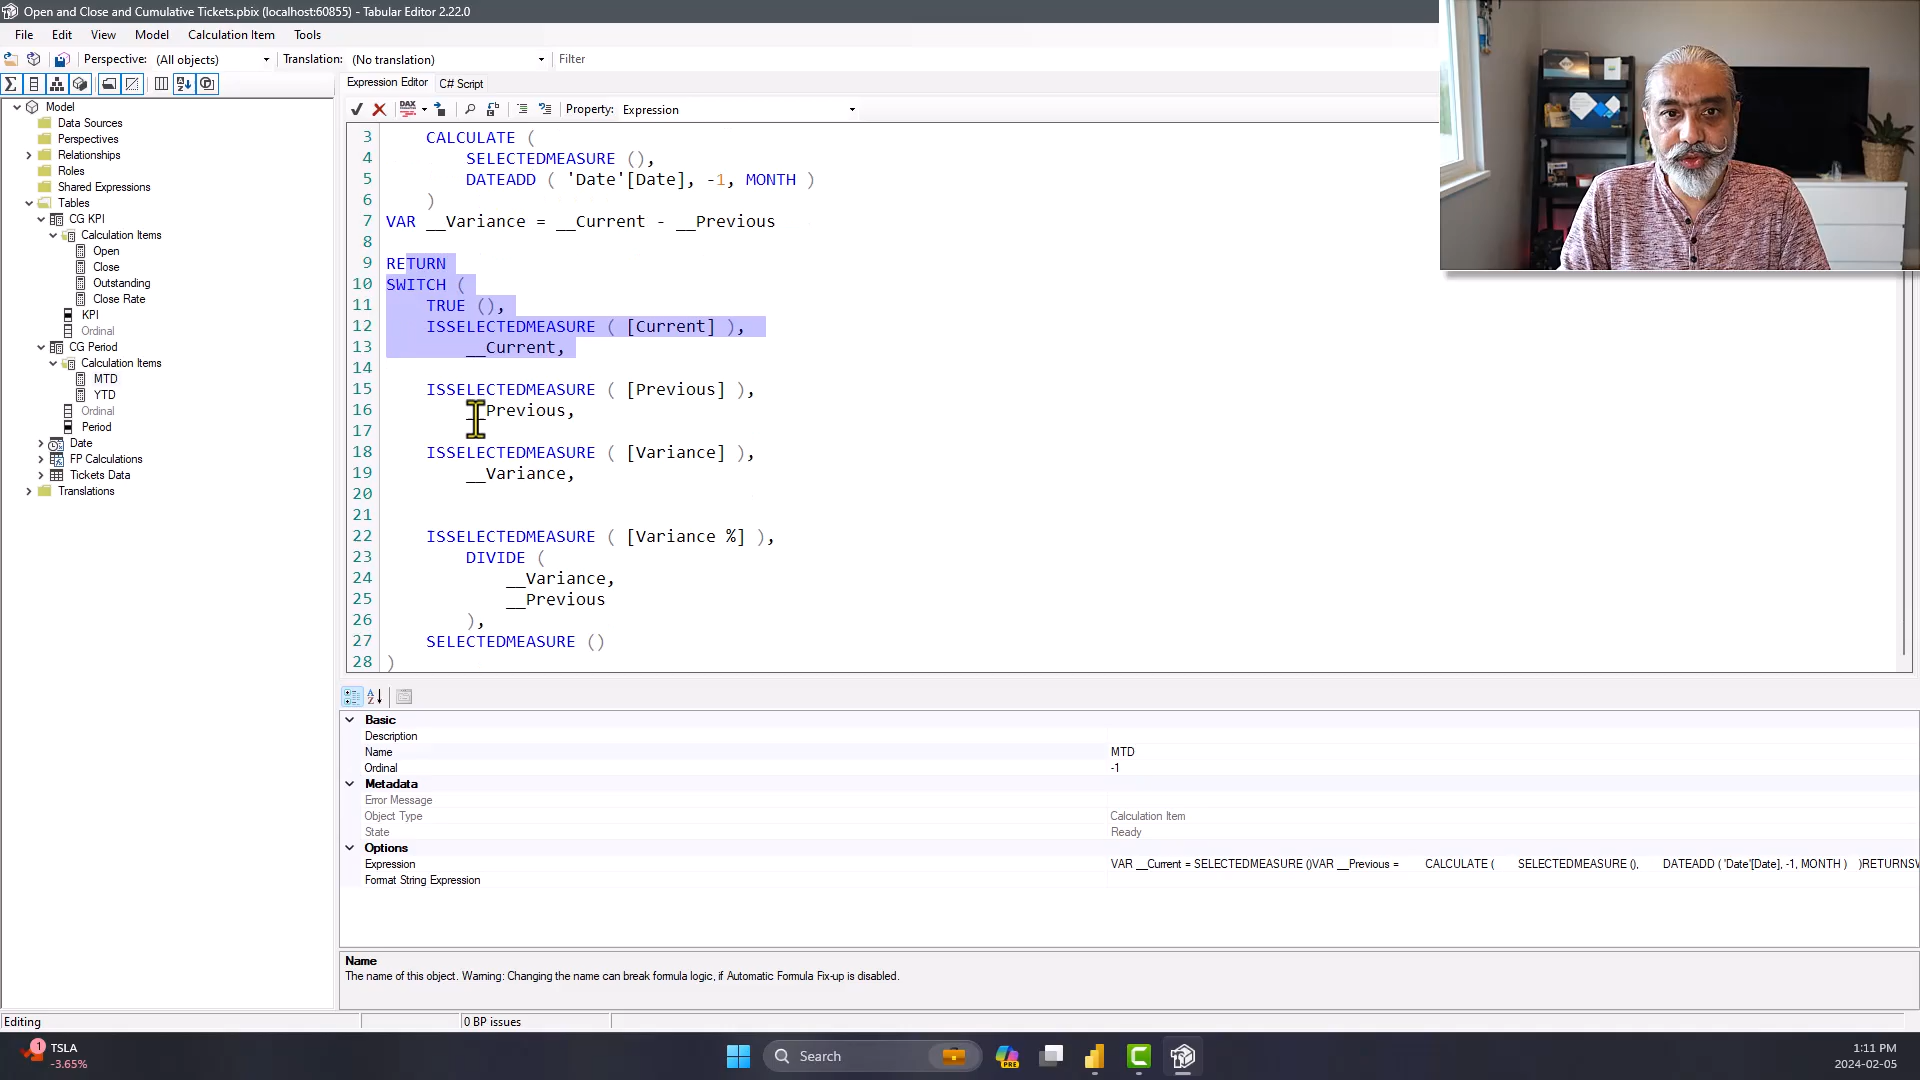 Open and Close and Cumulative Tickets.pbix (localhost:60855) - Tabular Editor 2.22.0
File Edit View Model Calculation Item Tools
Perspective: (All objects) Translation: (No translation) Filter
Expression Editor C# Script
DAX Property: Expression
Model
Data Sources
Perspectives
Relationships
Roles
Shared Expressions
Tables
CG KPI
Calculation Items
Open
Close
Outstanding
Close Rate
KPI
Ordinal
CG Period
Calculation Items
MTD
YTD
Ordinal
Period
Date
FP Calculations
Tickets Data
Translations
3 CALCULATE (
4 SELECTEDMEASURE (),
5 DATEADD ( 'Date'[Date], -1, MONTH )
6 )
7 VAR __Variance = __Current - __Previous
8
9 RETURN
10 SWITCH (
11 TRUE (),
12 ISSELECTEDMEASURE ( [Current] ),
13 __Current,
14
15 ISSELECTEDMEASURE ( [Previous] ),
16 __Previous,
17
18 ISSELECTEDMEASURE ( [Variance] ),
19 __Variance,
20
21
22 ISSELECTEDMEASURE ( [Variance %] ),
23 DIVIDE (
24 __Variance,
25 __Previous
26 ),
27 SELECTEDMEASURE ()
28 )
Basic
Description
Name MTD
Ordinal -1
Metadata
Error Message
Object Type Calculation Item
State Ready
Options
Expression VAR __Current = SELECTEDMEASURE ()VAR __Previous = CALCULATE ( SELECTEDMEASURE (), DATEADD ( 'Date'[Date], -1, MONTH ) )RETURNSW
Format String Expression
Name
The name of this object. Warning: Changing the name can break formula logic, if Automatic Formula Fix-up is disabled.
Editing 0 BP issues
1 TSLA
-3.65%
Search
PRE
1:11 PM
2024-02-05